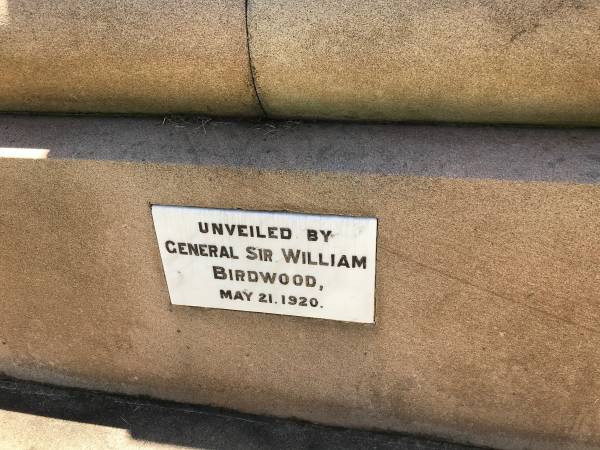 UNVEILED BY
GENERAL SIR WILLIAM
BIRDWOOD,
MAY 21. 1920.